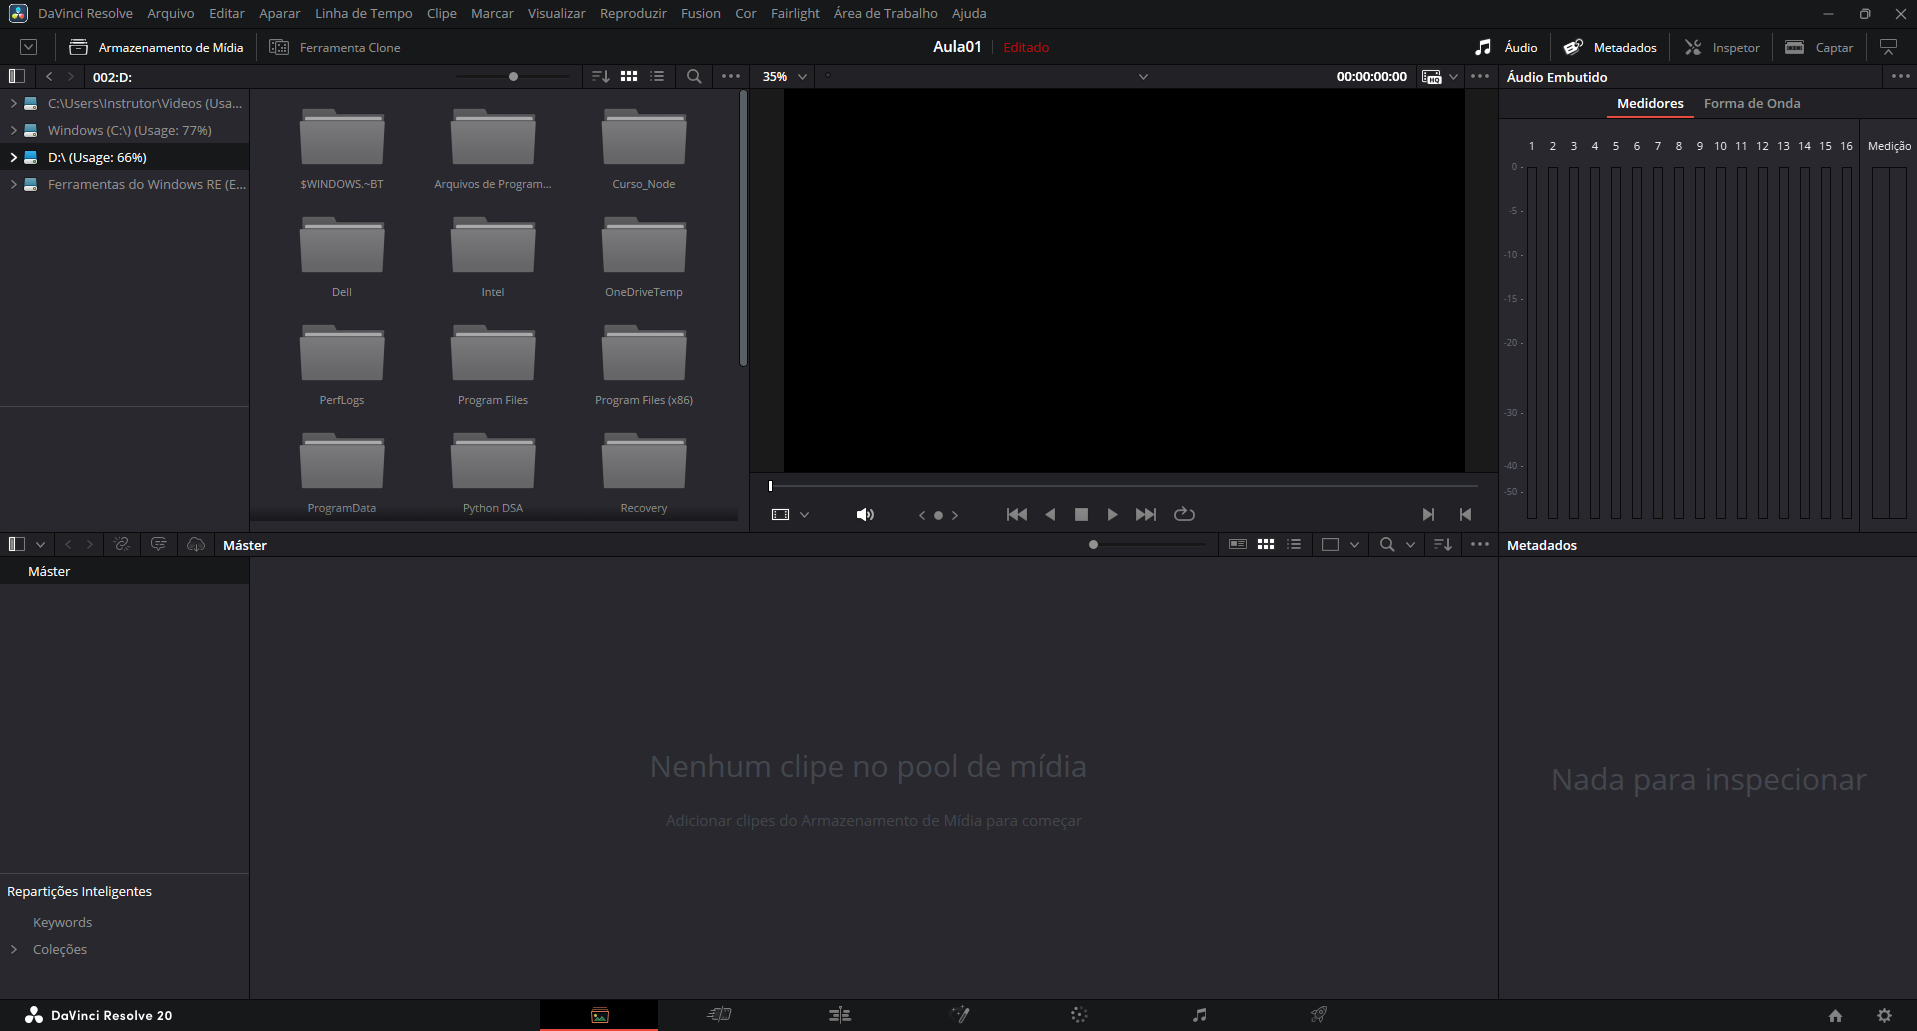 DaVinci Resolve Arquivo Editar Aparar Linha de Tempo Clipe Marcar Visualizar Reproduzir Fusion Cor Fairlight Área de Trabalho Ajuda
Armazenamento de Mídia Ferramenta Clone Aula01 Editado Áudio Metadados Inspetor Captar
002:D: 35% 00:00:00:00 Áudio Embutido
C:\Users\Instrutor\Videos (Usa...
Windows (C:\) (Usage: 77%)
D:\ (Usage: 66%)
Ferramentas do Windows RE (E...
$WINDOWS.~BT Arquivos de Program... Curso_Node
Dell Intel OneDriveTemp
PerfLogs Program Files Program Files (x86)
ProgramData Python DSA Recovery
Medidores Forma de Onda
1 2 3 4 5 6 7 8 9 10 11 12 13 14 15 16 Medição
0 -
-5 -
-10 -
-15 -
-20 -
-30 -
-40 -
-50 -
Máster
Metadados
Máster
Nenhum clipe no pool de mídia
Adicionar clipes do Armazenamento de Mídia para começar
Nada para inspecionar
Repartições Inteligentes
Keywords
Coleções
DaVinci Resolve 20